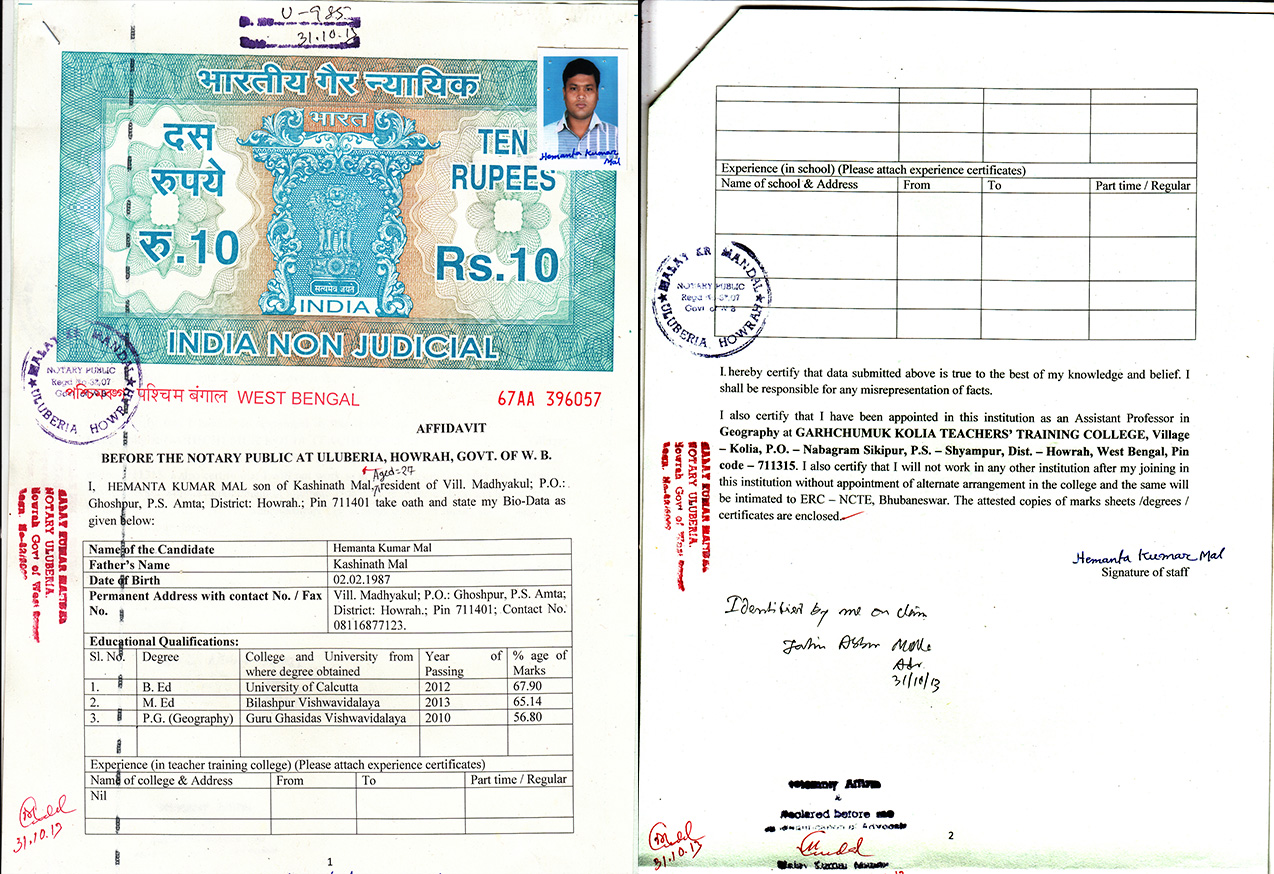 U-985
31.10.13
भारतीय गैर न्यायिक
भारत
दस
रुपये
रु.10
TEN
RUPEES
Rs.10
सत्यमेव जयते
INDIA
INDIA NON JUDICIAL
Hemanta Kumar
Mal
NOTARY PUBLIC
ULUBERIA HOWRAH
पश्चिम बंगाल WEST BENGAL
67AA 396057
AFFIDAVIT
BEFORE THE NOTARY PUBLIC AT ULUBERIA, HOWRAH, GOVT. OF W. B.
Aged-27
I, HEMANTA KUMAR MAL son of Kashinath Mal, resident of Vill. Madhyakul; P.O.:
Ghoshpur, P.S. Amta; District: Howrah.; Pin 711401 take oath and state my Bio-Data as
given below:
Name of the Candidate Hemanta Kumar Mal
Father's Name Kashinath Mal
Date of Birth 02.02.1987
Permanent Address with contact No. / Fax Vill. Madhyakul; P.O.: Ghoshpur, P.S. Amta;
No. District: Howrah.; Pin 711401; Contact No.
08116877123.
Educational Qualifications:
Sl. No. Degree College and University from Year of % age of
where degree obtained Passing Marks
1. B. Ed University of Calcutta 2012 67.90
2. M. Ed Bilashpur Vishwavidalaya 2013 65.14
3. P.G. (Geography) Guru Ghasidas Vishwavidalaya 2010 56.80
Experience (in teacher training college) (Please attach experience certificates)
Name of college & Address From To Part time / Regular
Nil
NOTARY ULUBERIA.
Howrah Govt of West
31.10.13
1
Experience (in school) (Please attach experience certificates)
Name of school & Address From To Part time / Regular
MALAY KR MANDAL
NOTARY PUBLIC
ULUBERIA HOWRAH
I hereby certify that data submitted above is true to the best of my knowledge and belief. I
shall be responsible for any misrepresentation of facts.
I also certify that I have been appointed in this institution as an Assistant Professor in
Geography at GARHCHUMUK KOLIA TEACHERS' TRAINING COLLEGE, Village
– Kolia, P.O. – Nabagram Sikipur, P.S. – Shyampur, Dist. – Howrah, West Bengal, Pin
code – 711315. I also certify that I will not work in any other institution after my joining in
this institution without appointment of alternate arrangement in the college and the same will
be intimated to ERC – NCTE, Bhubaneswar. The attested copies of marks sheets /degrees /
certificates are enclosed.
NOTARY ULUBERIA.
Howrah Govt of West
Hemanta Kumar Mal
Signature of staff
Identified by me on
Adv.
31/10/13
Affirm
&
Declared before me
Advocate
31.10.13
2